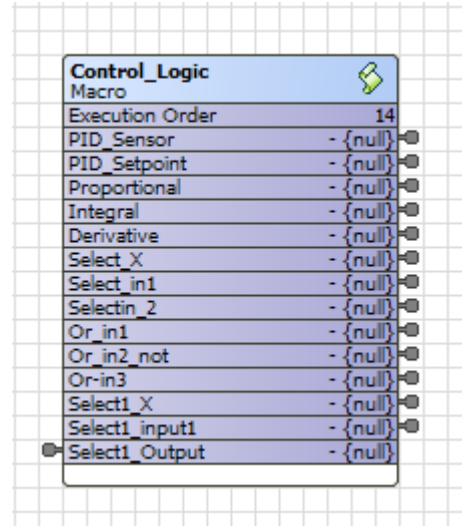 Control_Logic
Macro
Execution Order 14
PID_Sensor - {null}
PID_Setpoint - {null}
Proportional - {null}
Integral - {null}
Derivative - {null}
Select_X - {null}
Select_in1 - {null}
Selectin_2 - {null}
Or_in1 - {null}
Or_in2_not - {null}
Or-in3 - {null}
Select1_X - {null}
Select1_input1 - {null}
Select1_Output - {null}